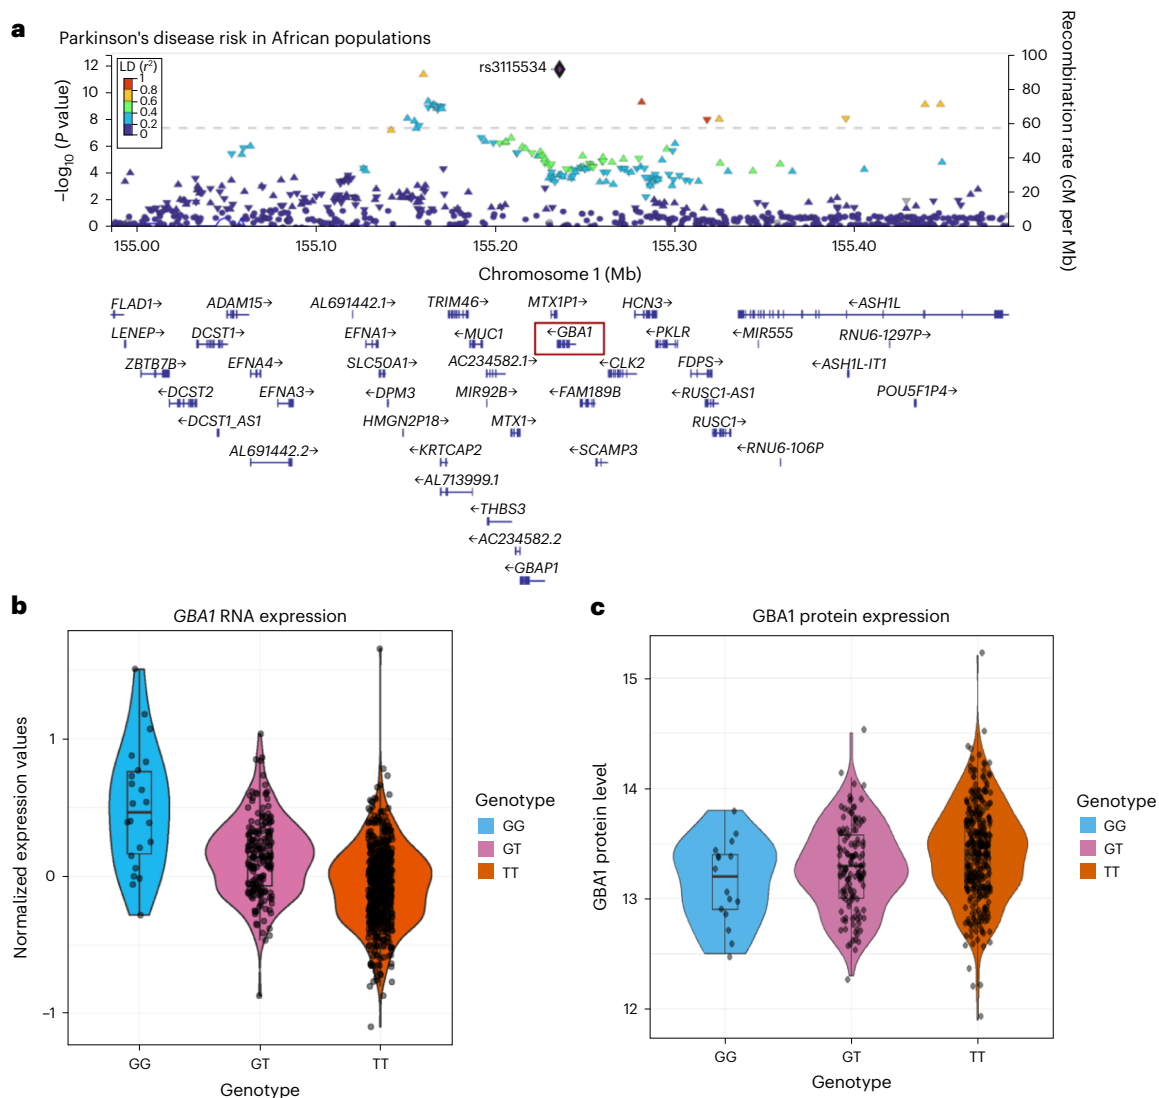 a
Parkinson's disease risk in African populations
LD (r²)
1
0.8
0.6
0.4
0.2
0
rs3115534
12
10
8
6
4
2
0
−log₁₀ (P value)
100
80
60
40
20
0
Recombination rate (cM per Mb)
155.00 155.10 155.20 155.30 155.40
Chromosome 1 (Mb)
FLAD1→ ADAM15→ AL691442.1→ TRIM46→ MTX1P1→ HCN3→ ←ASH1L
LENEP→ DCST1→ EFNA1→ ←MUC1 ←GBA1 ←PKLR ←MIR555 RNU6-1297P→
ZBTB7B→ EFNA4→ SLC50A1→ AC234582.1→ ←CLK2 FDPS→ ←ASH1L-IT1
←DCST2 EFNA3→ ←DPM3 MIR92B→ ←FAM189B ←RUSC1-AS1 POU5F1P4→
←DCST1_AS1 HMGN2P18→ MTX1→ RUSC1→
AL691442.2→ ←KRTCAP2 ←SCAMP3 ←RNU6-106P
←AL713999.1
←THBS3
←AC234582.2
←GBAP1
b
GBA1 RNA expression
Normalized expression values
1
0
−1
GG GT TT
Genotype
Genotype
GG
GT
TT
c
GBA1 protein expression
GBA1 protein level
15
14
13
12
GG GT TT
Genotype
Genotype
GG
GT
TT